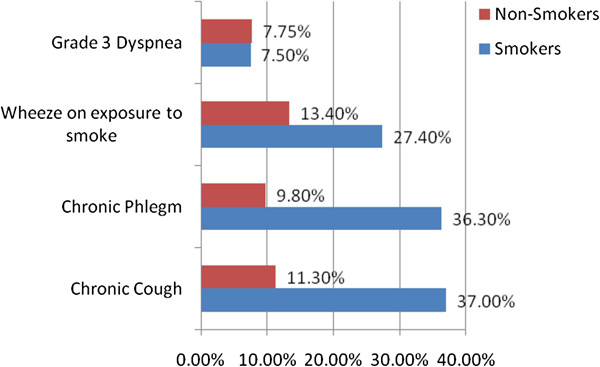 Non-Smokers
Smokers
Grade 3 Dyspnea
7.75%
7.50%
Wheeze on exposure to
smoke
13.40%
27.40%
Chronic Phlegm
9.80%
36.30%
Chronic Cough
11.30%
37.00%
0.00% 10.00% 20.00% 30.00% 40.00%